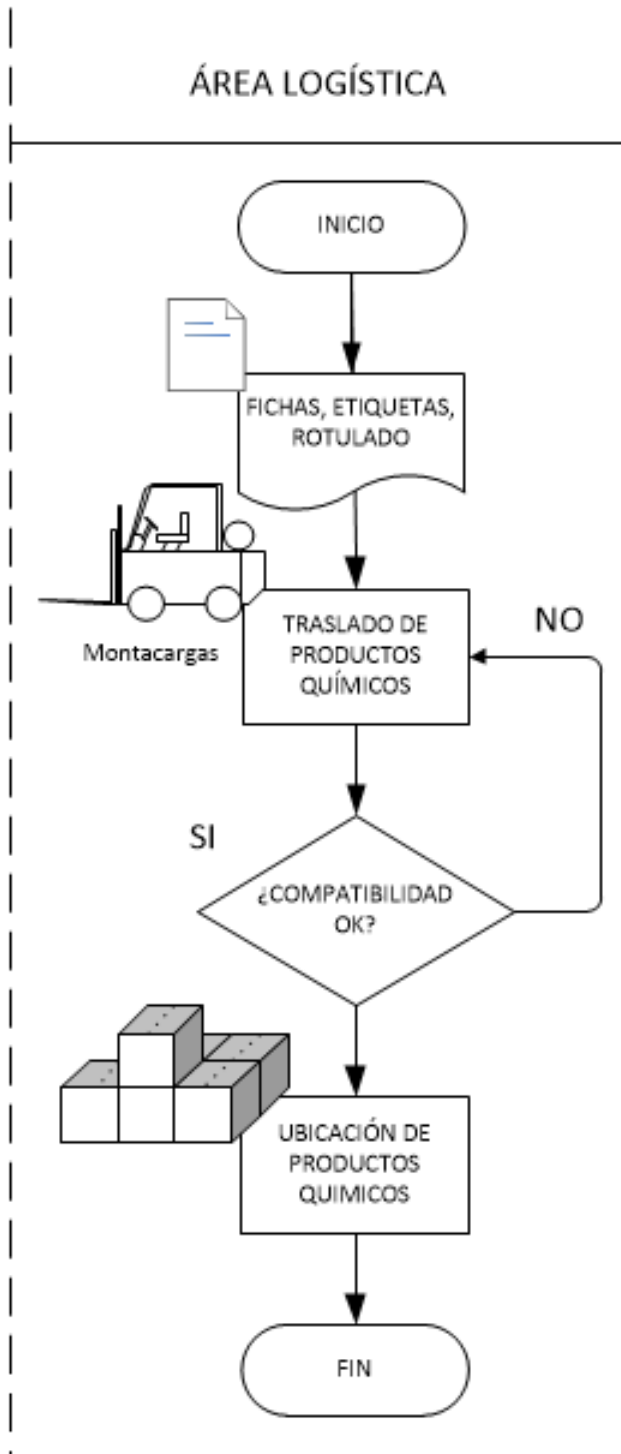 ÁREA LOGÍSTICA
INICIO
FICHAS, ETIQUETAS,
ROTULADO
Montacargas
TRASLADO DE
PRODUCTOS
QUÍMICOS
NO
SI
¿COMPATIBILIDAD
OK?
UBICACIÓN DE
PRODUCTOS
QUIMICOS
FIN